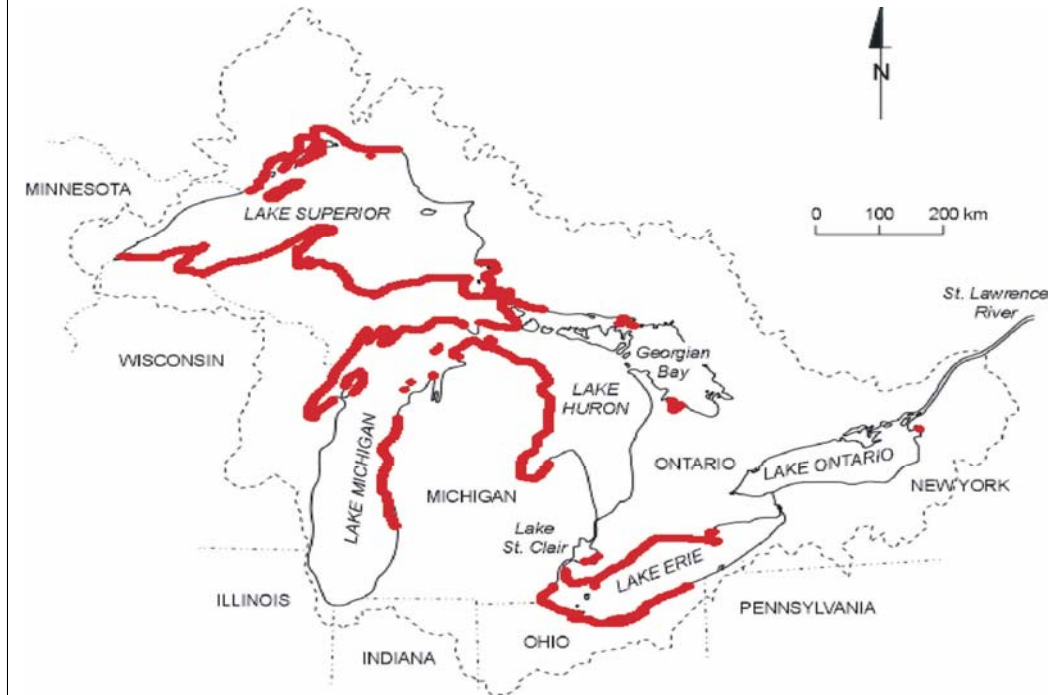 N
MINNESOTA
LAKE SUPERIOR
0 100 200 km
St. Lawrence
River
WISCONSIN
Georgian
Bay
LAKE
HURON
LAKE MICHIGAN
MICHIGAN
ONTARIO
LAKE ONTARIO
NEW YORK
Lake
St. Clair
LAKE ERIE
ILLINOIS
PENNSYLVANIA
OHIO
INDIANA